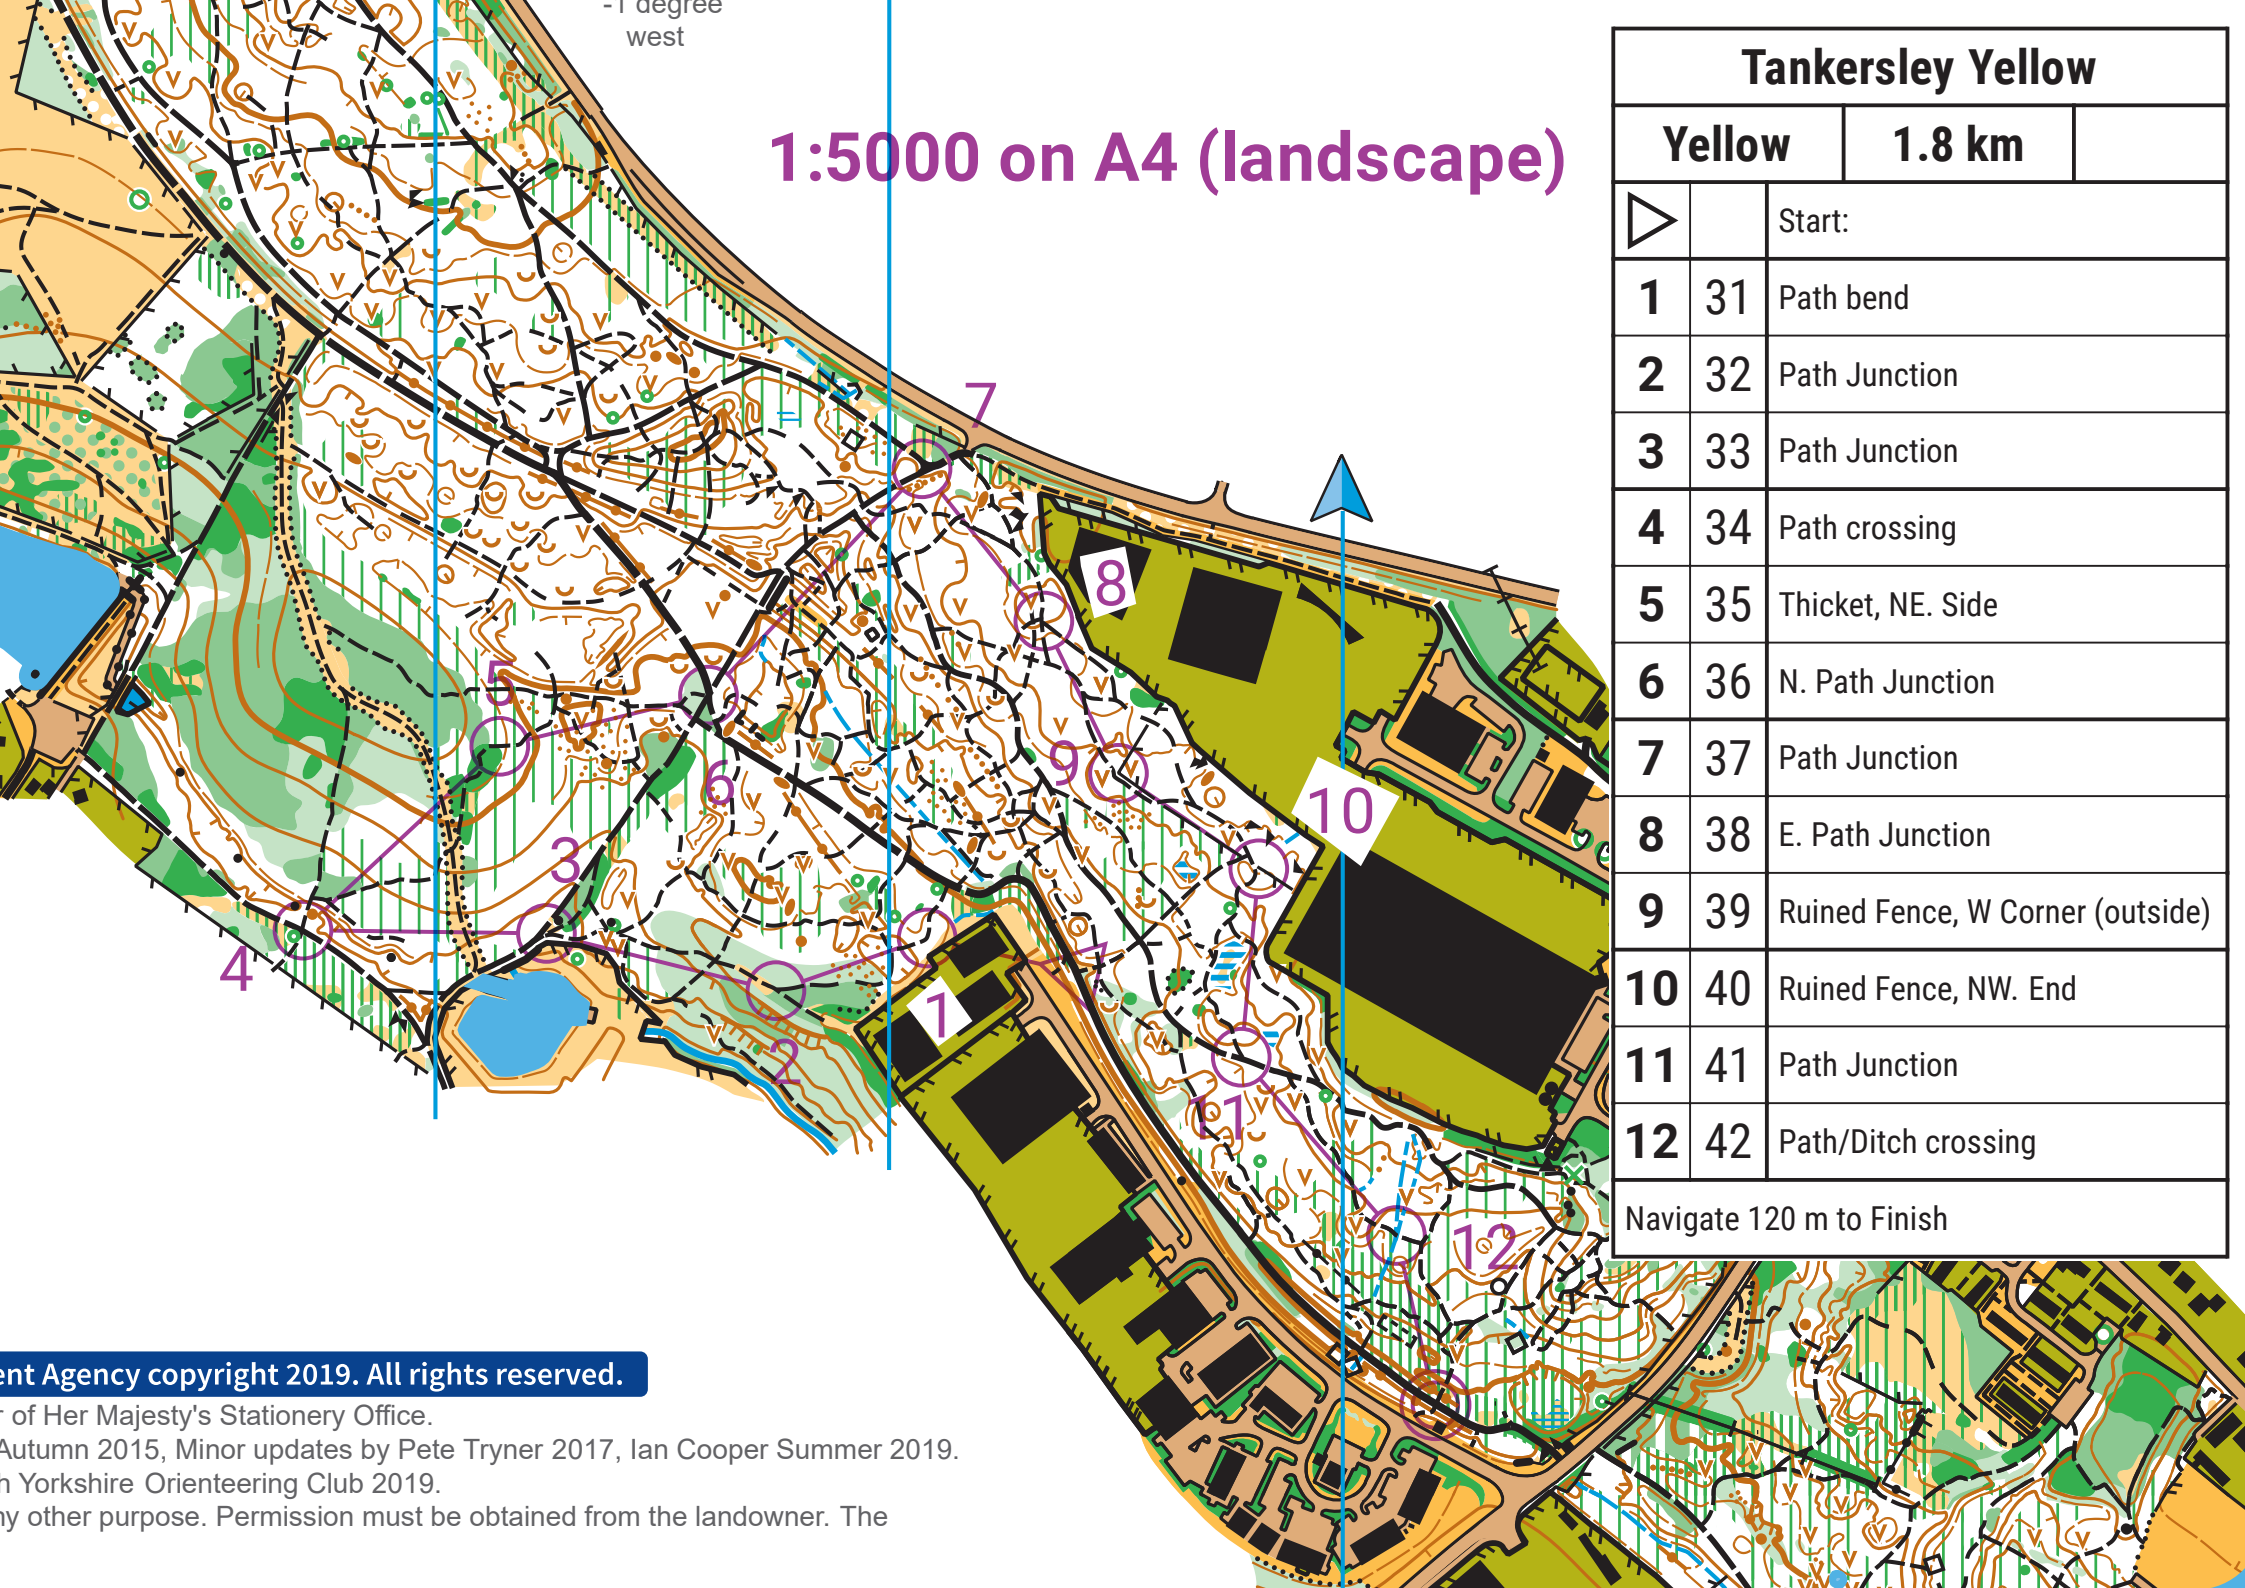 -1 degree
west
1:5000 on A4 (landscape)
Tankersley Yellow
Yellow 1.8 km
Start:
1 31 Path bend
2 32 Path Junction
3 33 Path Junction
4 34 Path crossing
5 35 Thicket, NE. Side
6 36 N. Path Junction
7 37 Path Junction
8 38 E. Path Junction
9 39 Ruined Fence, W Corner (outside)
10 40 Ruined Fence, NW. End
11 41 Path Junction
12 42 Path/Ditch crossing
Navigate 120 m to Finish
7
8
5
6
9
10
3
4
1
2
11
12
ent Agency copyright 2019. All rights reserved.
r of Her Majesty's Stationery Office.
Autumn 2015, Minor updates by Pete Tryner 2017, Ian Cooper Summer 2019.
h Yorkshire Orienteering Club 2019.
ny other purpose. Permission must be obtained from the landowner. The